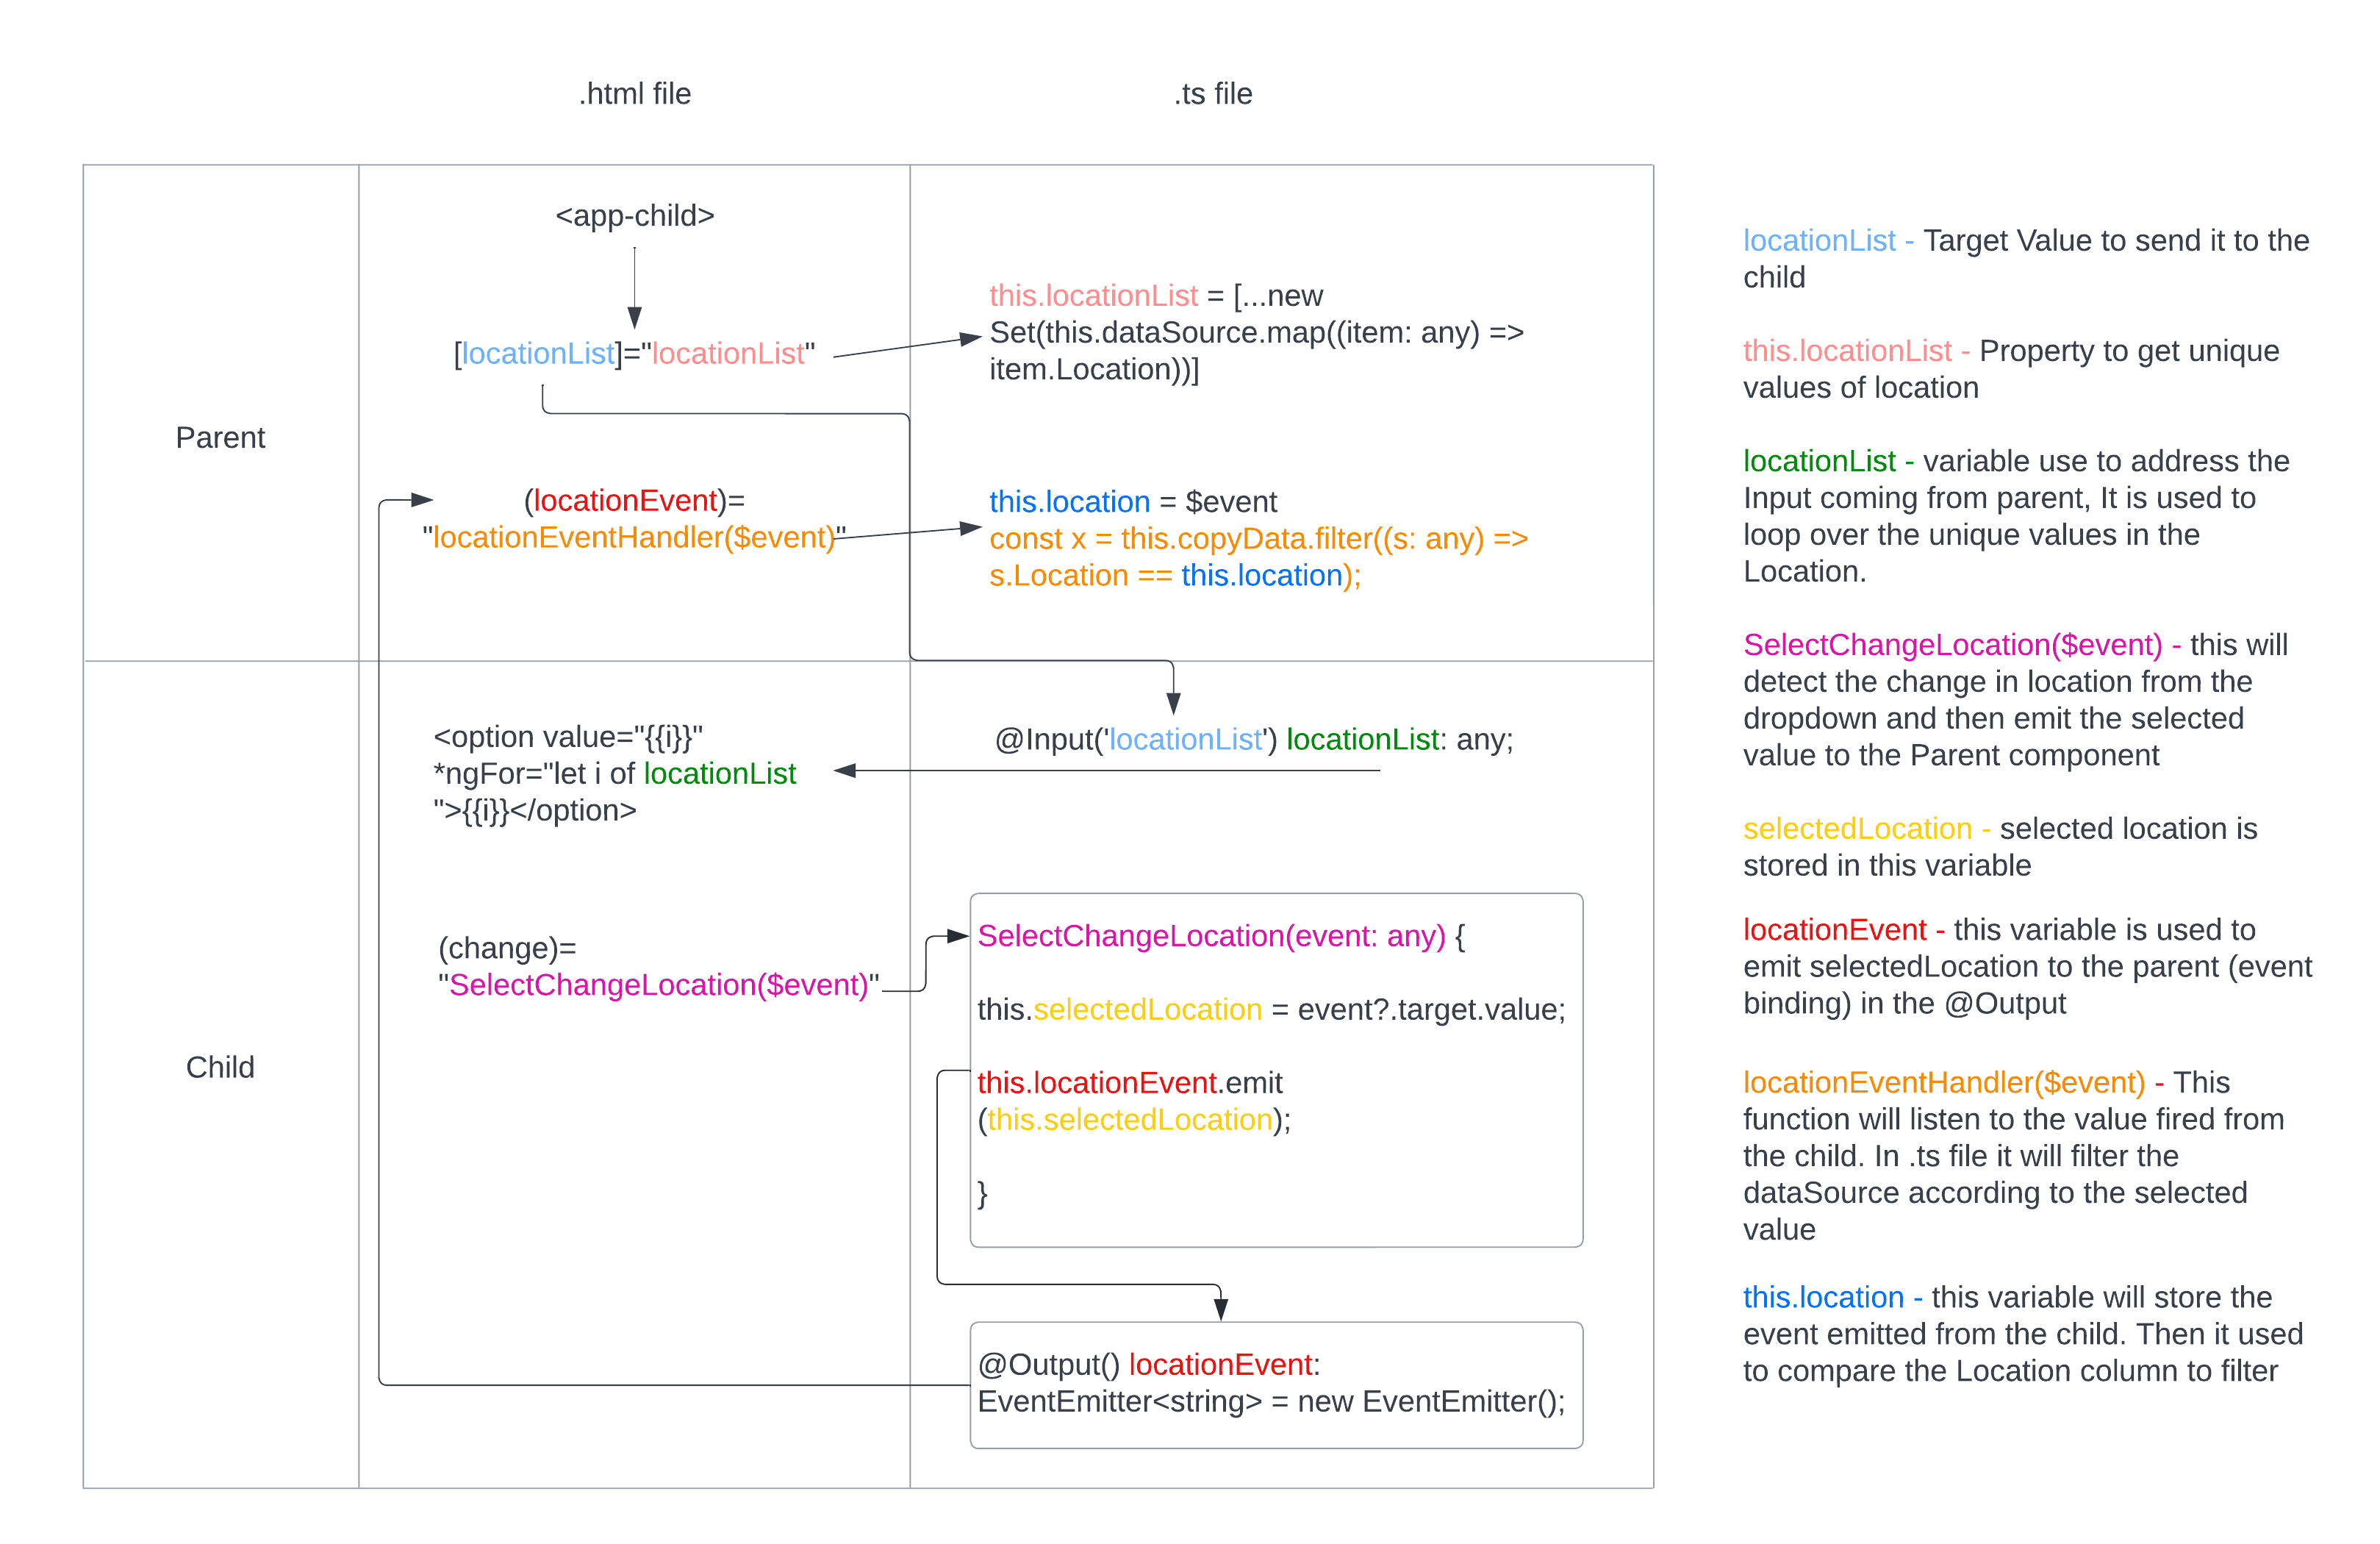 .html file
.ts file
Parent
<app-child>
[locationList]="locationList"
(locationEvent)=
"locationEventHandler($event)"
this.locationList = [...new
Set(this.dataSource.map((item: any) =>
item.Location))]
this.location = $event
const x = this.copyData.filter((s: any) =>
s.Location == this.location);
Child
<option value="{{i}}"
*ngFor="let i of locationList
">{{i}}</option>
(change)=
"SelectChangeLocation($event)"
@Input('locationList') locationList: any;
SelectChangeLocation(event: any) {
this.selectedLocation = event?.target.value;
this.locationEvent.emit
(this.selectedLocation);
}
@Output() locationEvent:
EventEmitter<string> = new EventEmitter();
locationList - Target Value to send it to the
child
this.locationList - Property to get unique
values of location
locationList - variable use to address the
Input coming from parent, It is used to
loop over the unique values in the
Location.
SelectChangeLocation($event) - this will
detect the change in location from the
dropdown and then emit the selected
value to the Parent component
selectedLocation - selected location is
stored in this variable
locationEvent - this variable is used to
emit selectedLocation to the parent (event
binding) in the @Output
locationEventHandler($event) - This
function will listen to the value fired from
the child. In .ts file it will filter the
dataSource according to the selected
value
this.location - this variable will store the
event emitted from the child. Then it used
to compare the Location column to filter